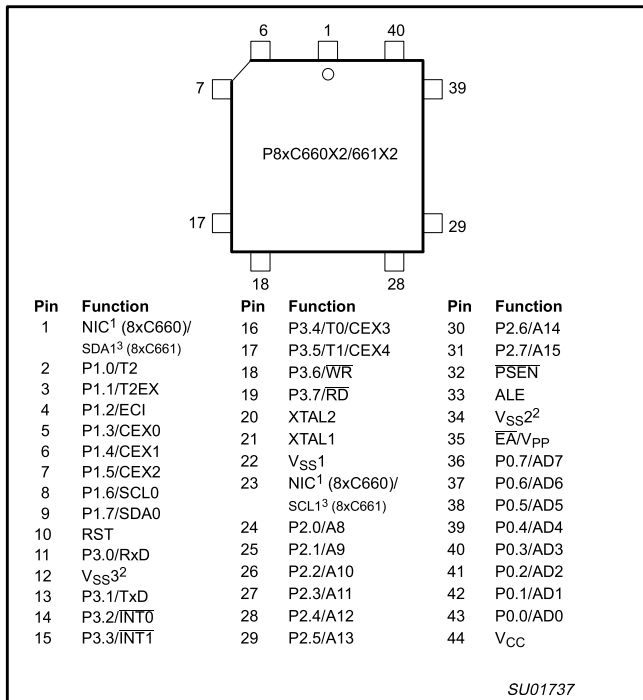 6 1 40
7 39
P8xC660X2/661X2
17 29
18 28
Pin Function
1 NIC¹ (8xC660)/
SDA1³ (8xC661)
2 P1.0/T2
3 P1.1/T2EX
4 P1.2/ECI
5 P1.3/CEX0
6 P1.4/CEX1
7 P1.5/CEX2
8 P1.6/SCL0
9 P1.7/SDA0
10 RST
11 P3.0/RxD
12 VSS3²
13 P3.1/TxD
14 P3.2/I̅N̅T̅0̅
15 P3.3/I̅N̅T̅1̅
Pin Function
16 P3.4/T0/CEX3
17 P3.5/T1/CEX4
18 P3.6/W̅R̅
19 P3.7/R̅D̅
20 XTAL2
21 XTAL1
22 VSS1
23 NIC¹ (8xC660)/
SCL1³ (8xC661)
24 P2.0/A8
25 P2.1/A9
26 P2.2/A10
27 P2.3/A11
28 P2.4/A12
29 P2.5/A13
Pin Function
30 P2.6/A14
31 P2.7/A15
32 P̅S̅E̅N̅
33 ALE
34 VSS2²
35 E̅A̅/VPP
36 P0.7/AD7
37 P0.6/AD6
38 P0.5/AD5
39 P0.4/AD4
40 P0.3/AD3
41 P0.2/AD2
42 P0.1/AD1
43 P0.0/AD0
44 VCC
SU01737